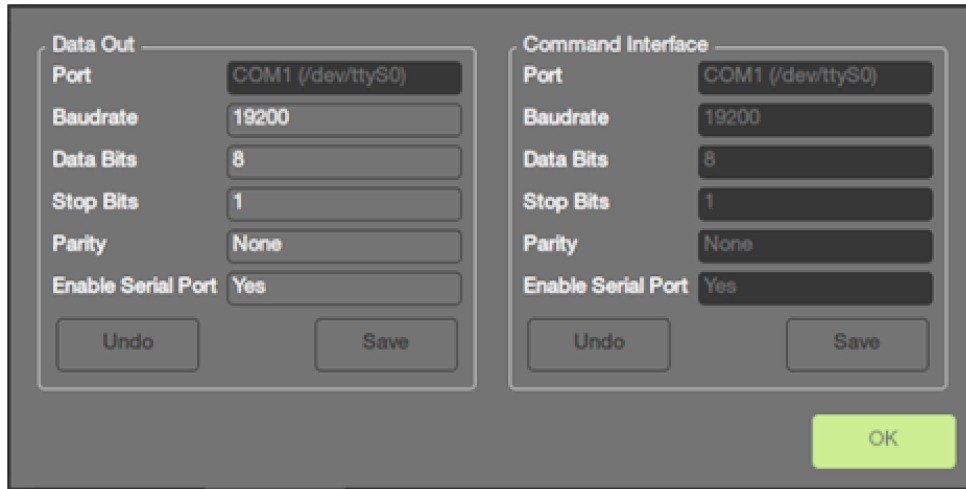 Data Out
Port COM1 (/dev/ttyS0)
Baudrate 19200
Data Bits 8
Stop Bits 1
Parity None
Enable Serial Port Yes
Undo Save
Command Interface
Port COM1 (/dev/ttyS0)
Baudrate 19200
Data Bits 8
Stop Bits 1
Parity None
Enable Serial Port Yes
Undo Save
OK